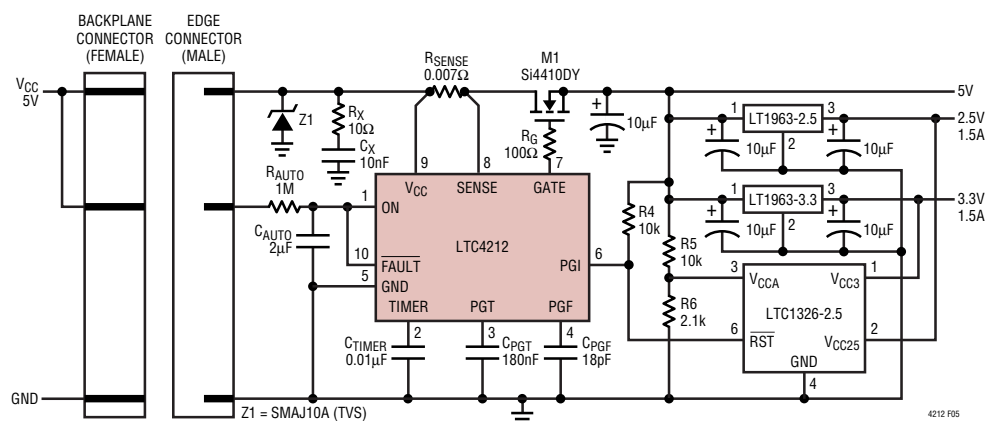 BACKPLANE
CONNECTOR
(FEMALE)
EDGE
CONNECTOR
(MALE)
VCC
5V
GND
Z1
RX
10Ω
CX
10nF
RSENSE
0.007Ω
M1
Si4410DY
RG
100Ω
+
10µF
RAUTO
1M
CAUTO
2µF
9
8
7
VCC
SENSE
GATE
1
ON
LTC4212
10
FAULT
5
GND
PGI
6
TIMER
PGT
PGF
2
3
4
CTIMER
0.01µF
CPGT
180nF
CPGF
18pF
R4
10k
R5
10k
R6
2.1k
5V
1
LT1963-2.5
3
2.5V
1.5A
+
10µF
2
+
10µF
1
LT1963-3.3
3
3.3V
1.5A
+
10µF
2
+
10µF
3
VCCA
VCC3
1
LTC1326-2.5
6
RST
VCC25
2
GND
4
Z1 = SMAJ10A (TVS)
4212 F05